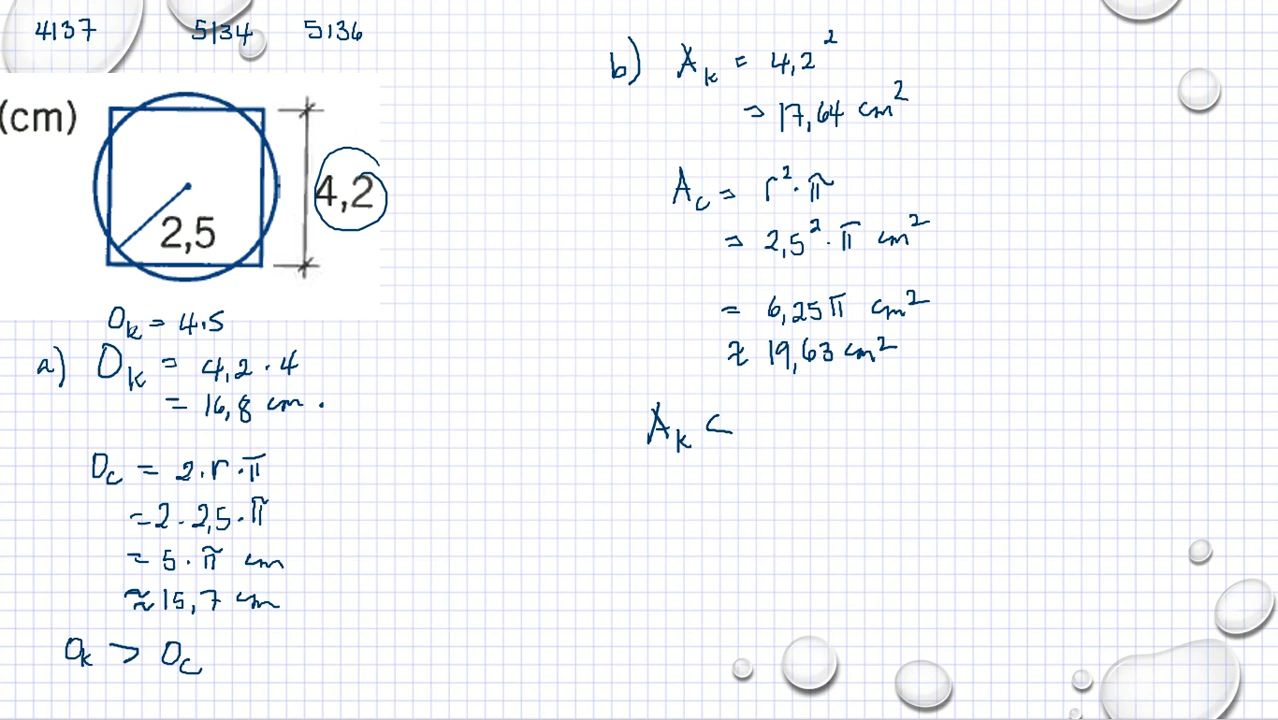 4137 5134 5136
(cm)
4,2
2,5
O_k = 4.s
a) O_k = 4,2 . 4
= 16,8 cm .
O_c = 2.r.π
= 2. 2,5.π
= 5.π cm
≈ 15,7 cm
O_k > O_c
b) A_k = 4,2²
= 17,64 cm²
A_c = r².π
= 2,5².π cm²
= 6,25π cm²
≈ 19,63 cm²
A_k <